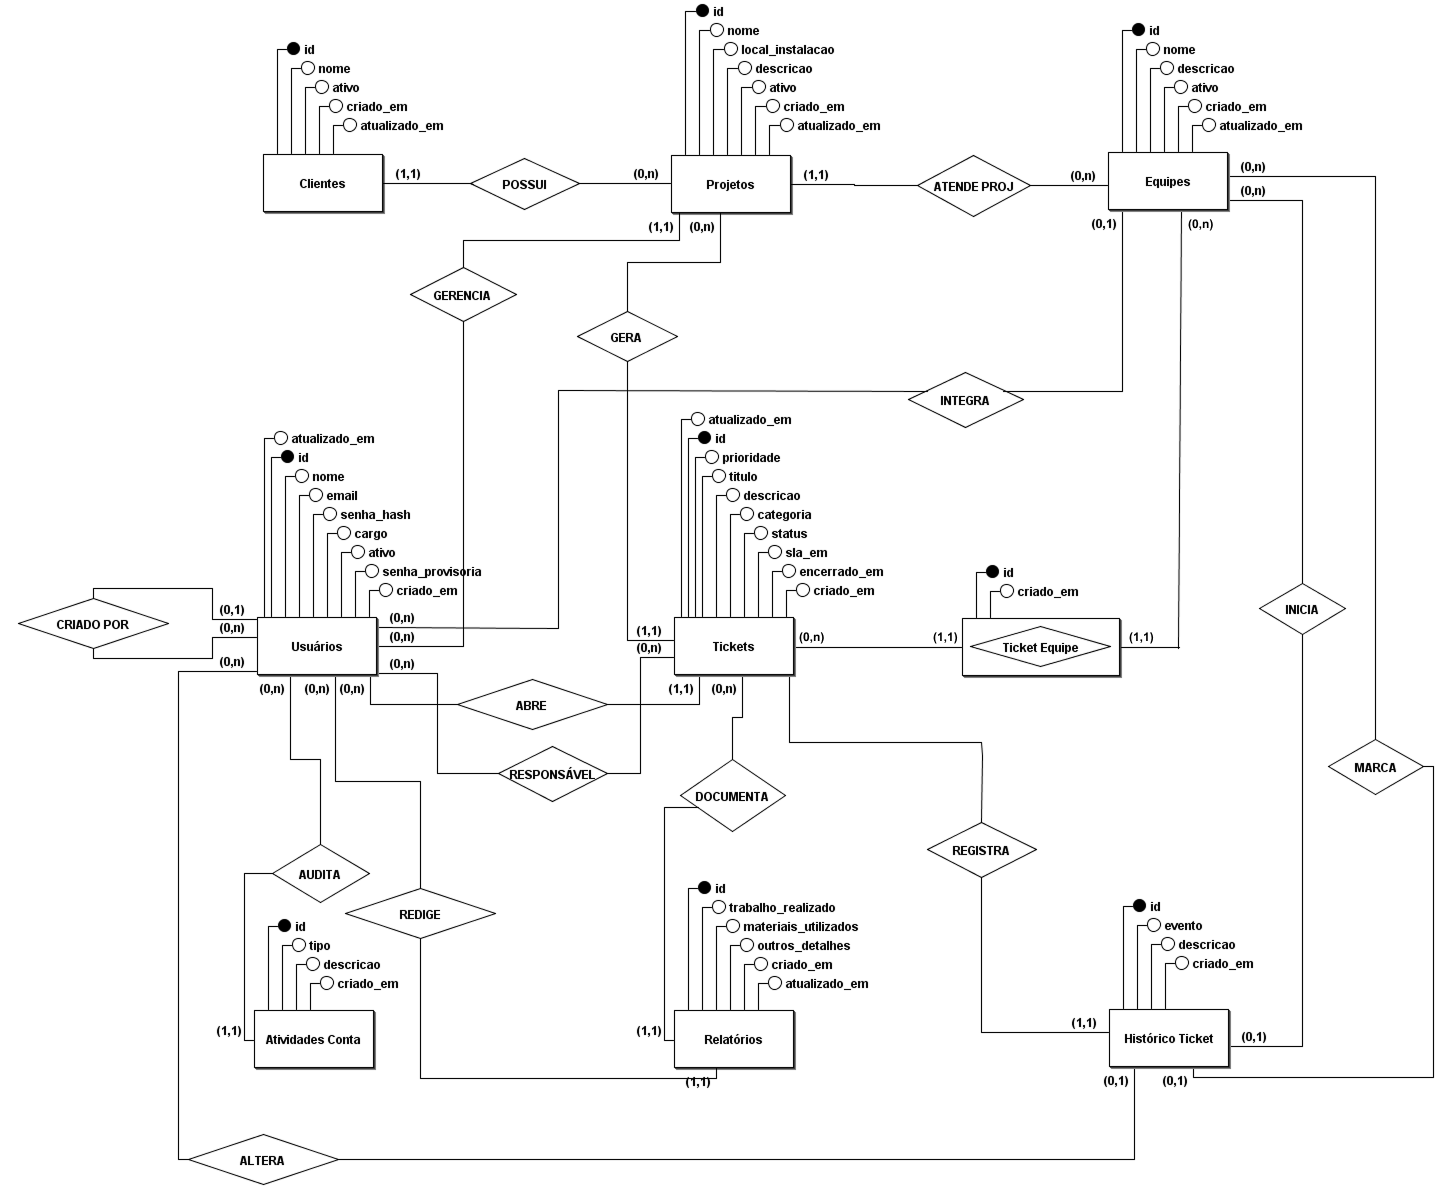 id
nome
local_instalacao
descricao
ativo
criado_em
atualizado_em
id
nome
ativo
criado_em
atualizado_em
id
nome
descricao
ativo
criado_em
atualizado_em
Clientes
(1,1)
POSSUI
(0,n)
Projetos
(1,1)
ATENDE PROJ
(0,n)
Equipes
(0,n)
(0,n)
(1,1)
(0,n)
(0,1)
(0,n)
GERENCIA
GERA
INTEGRA
atualizado_em
id
nome
email
senha_hash
cargo
ativo
senha_provisoria
criado_em
atualizado_em
id
prioridade
titulo
descricao
categoria
status
sla_em
encerrado_em
criado_em
id
criado_em
CRIADO POR
(0,1)
(0,n)
(0,n)
Usuários
(0,n)
(0,n)
(0,n)
(1,1)
(0,n)
Tickets
(0,n)
(1,1)
Ticket Equipe
(1,1)
INICIA
(0,n)
(0,n)
(0,n)
ABRE
(1,1)
(0,n)
RESPONSÁVEL
DOCUMENTA
MARCA
AUDITA
REDIGE
REGISTRA
id
tipo
descricao
criado_em
id
trabalho_realizado
materiais_utilizados
outros_detalhes
criado_em
atualizado_em
id
evento
descricao
criado_em
(1,1)
Atividades Conta
(1,1)
Relatórios
(1,1)
(1,1)
Histórico Ticket
(0,1)
(0,1)
(0,1)
ALTERA